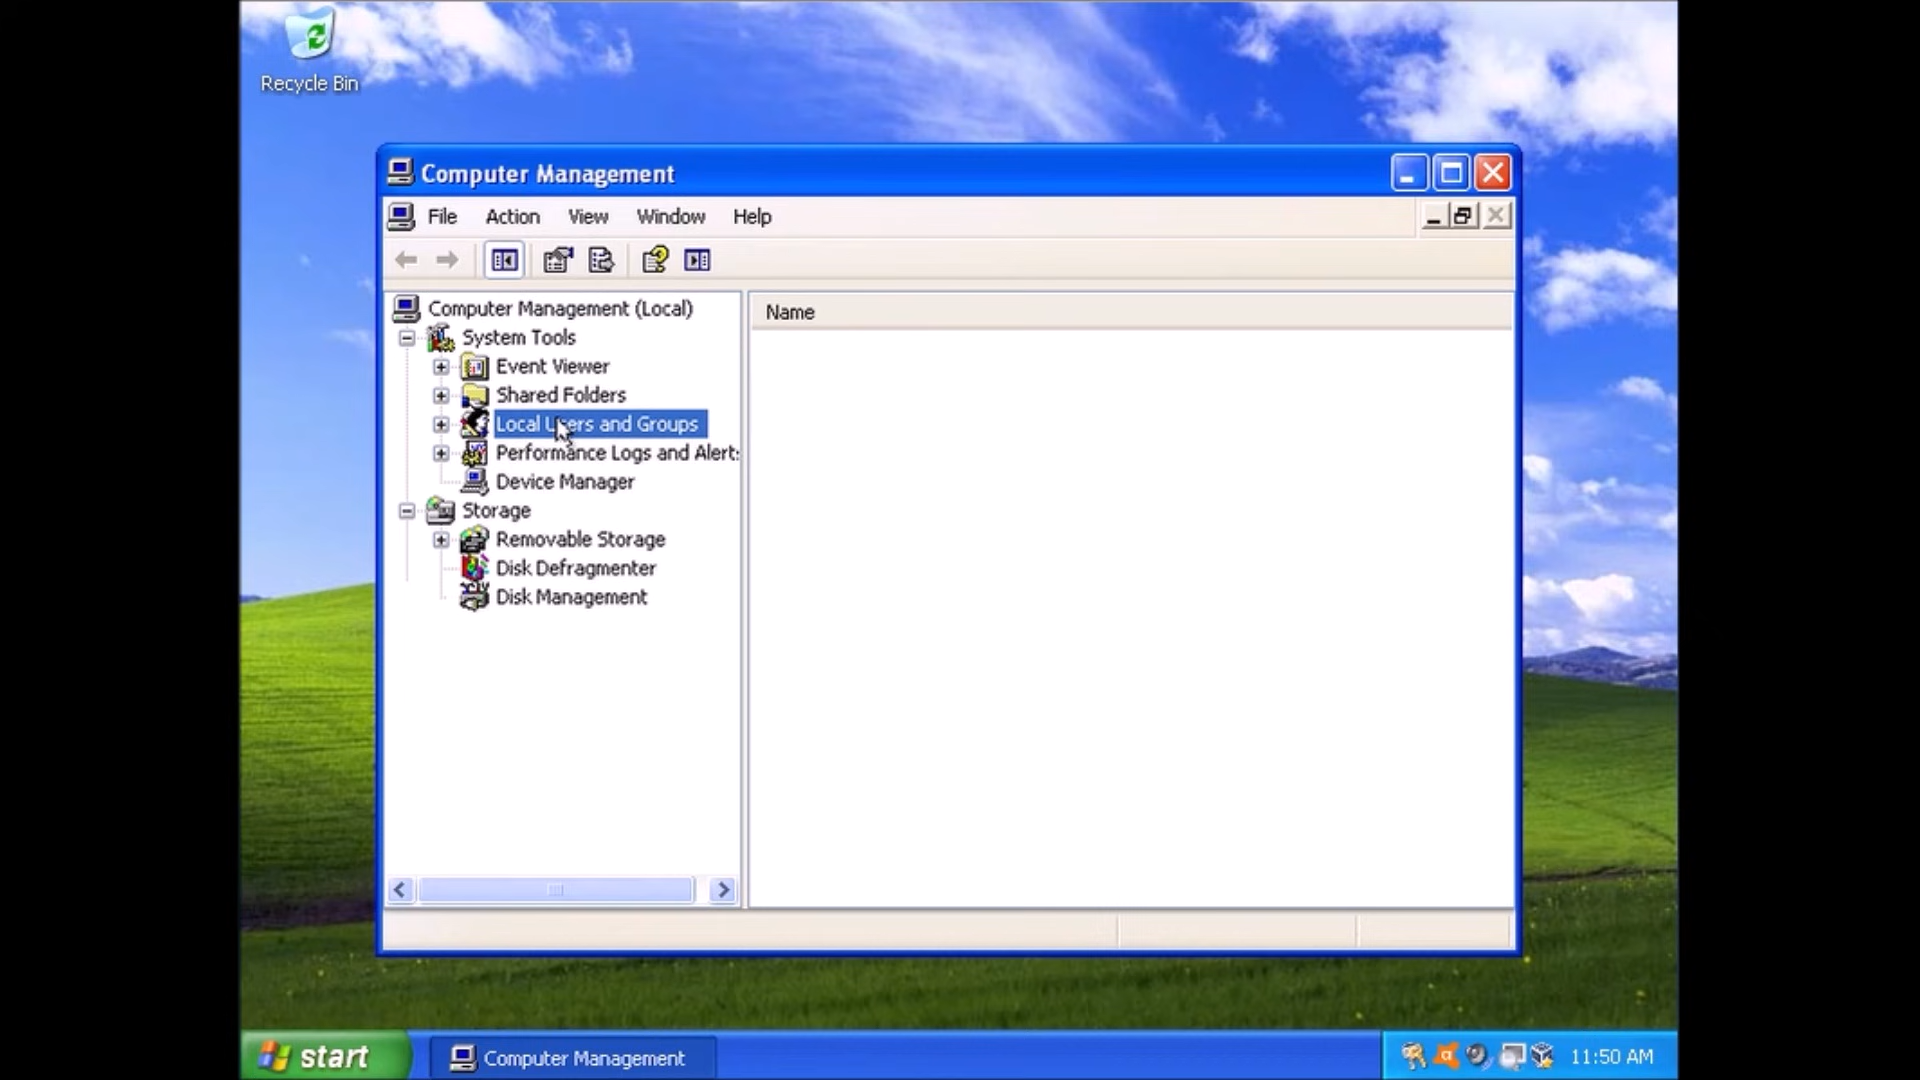 Recycle Bin
Computer Management
File Action View Window Help
Computer Management (Local)
System Tools
Event Viewer
Shared Folders
Local Users and Groups
Performance Logs and Alert
Device Manager
Storage
Removable Storage
Disk Defragmenter
Disk Management
Name
start
Computer Management
11:50 AM